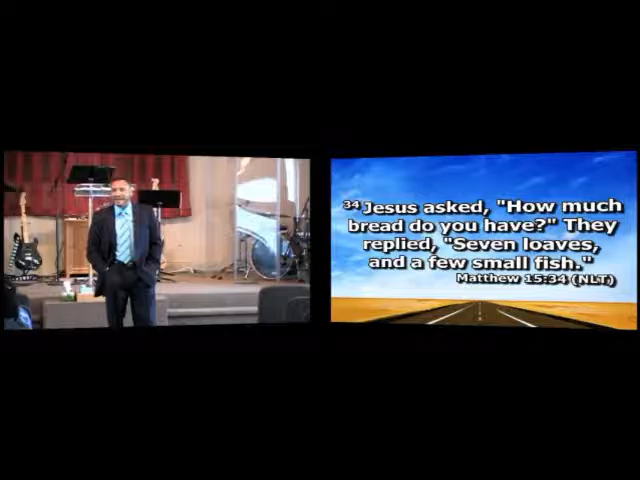 34 Jesus asked, "How much
bread do you have?" They
replied, "Seven loaves,
and a few small fish."
Matthew 15:34 (NLT)